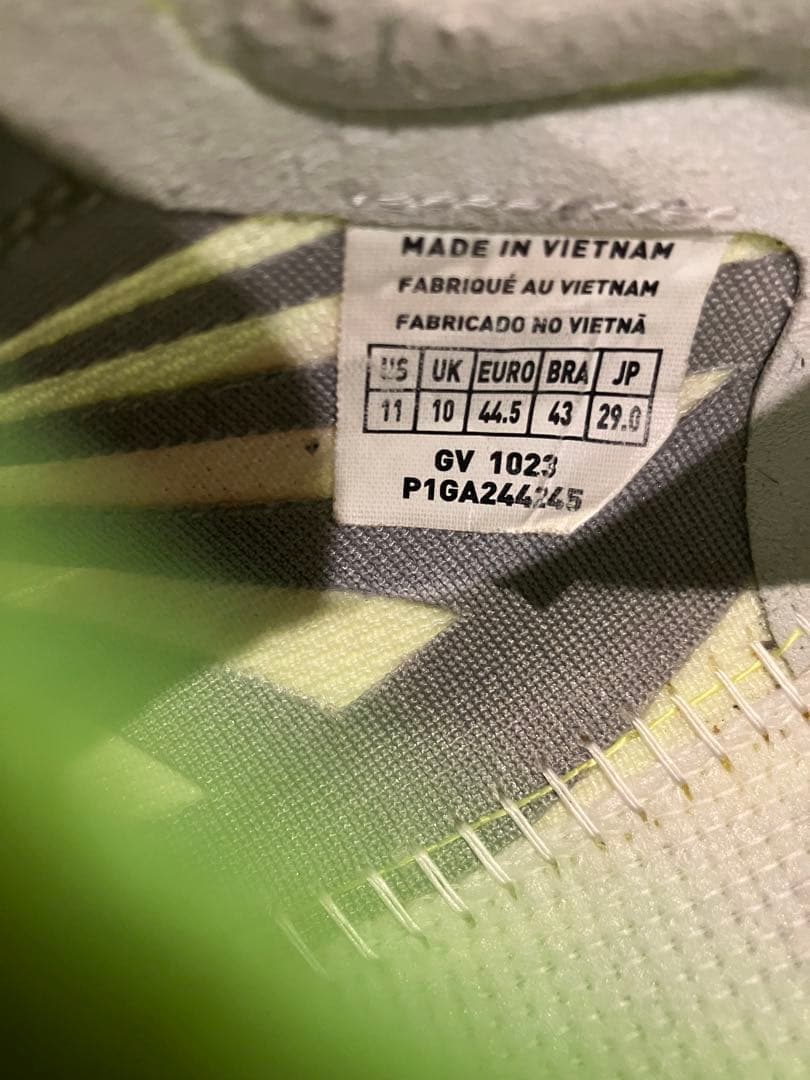 MADE IN VIETNAM
FABRIQUÉ AU VIETNAM
FABRICADO NO VIETNÃ
US UK EURO BRA JP
11 10 44.5 43 29.0
GV 1023
P1GA244245